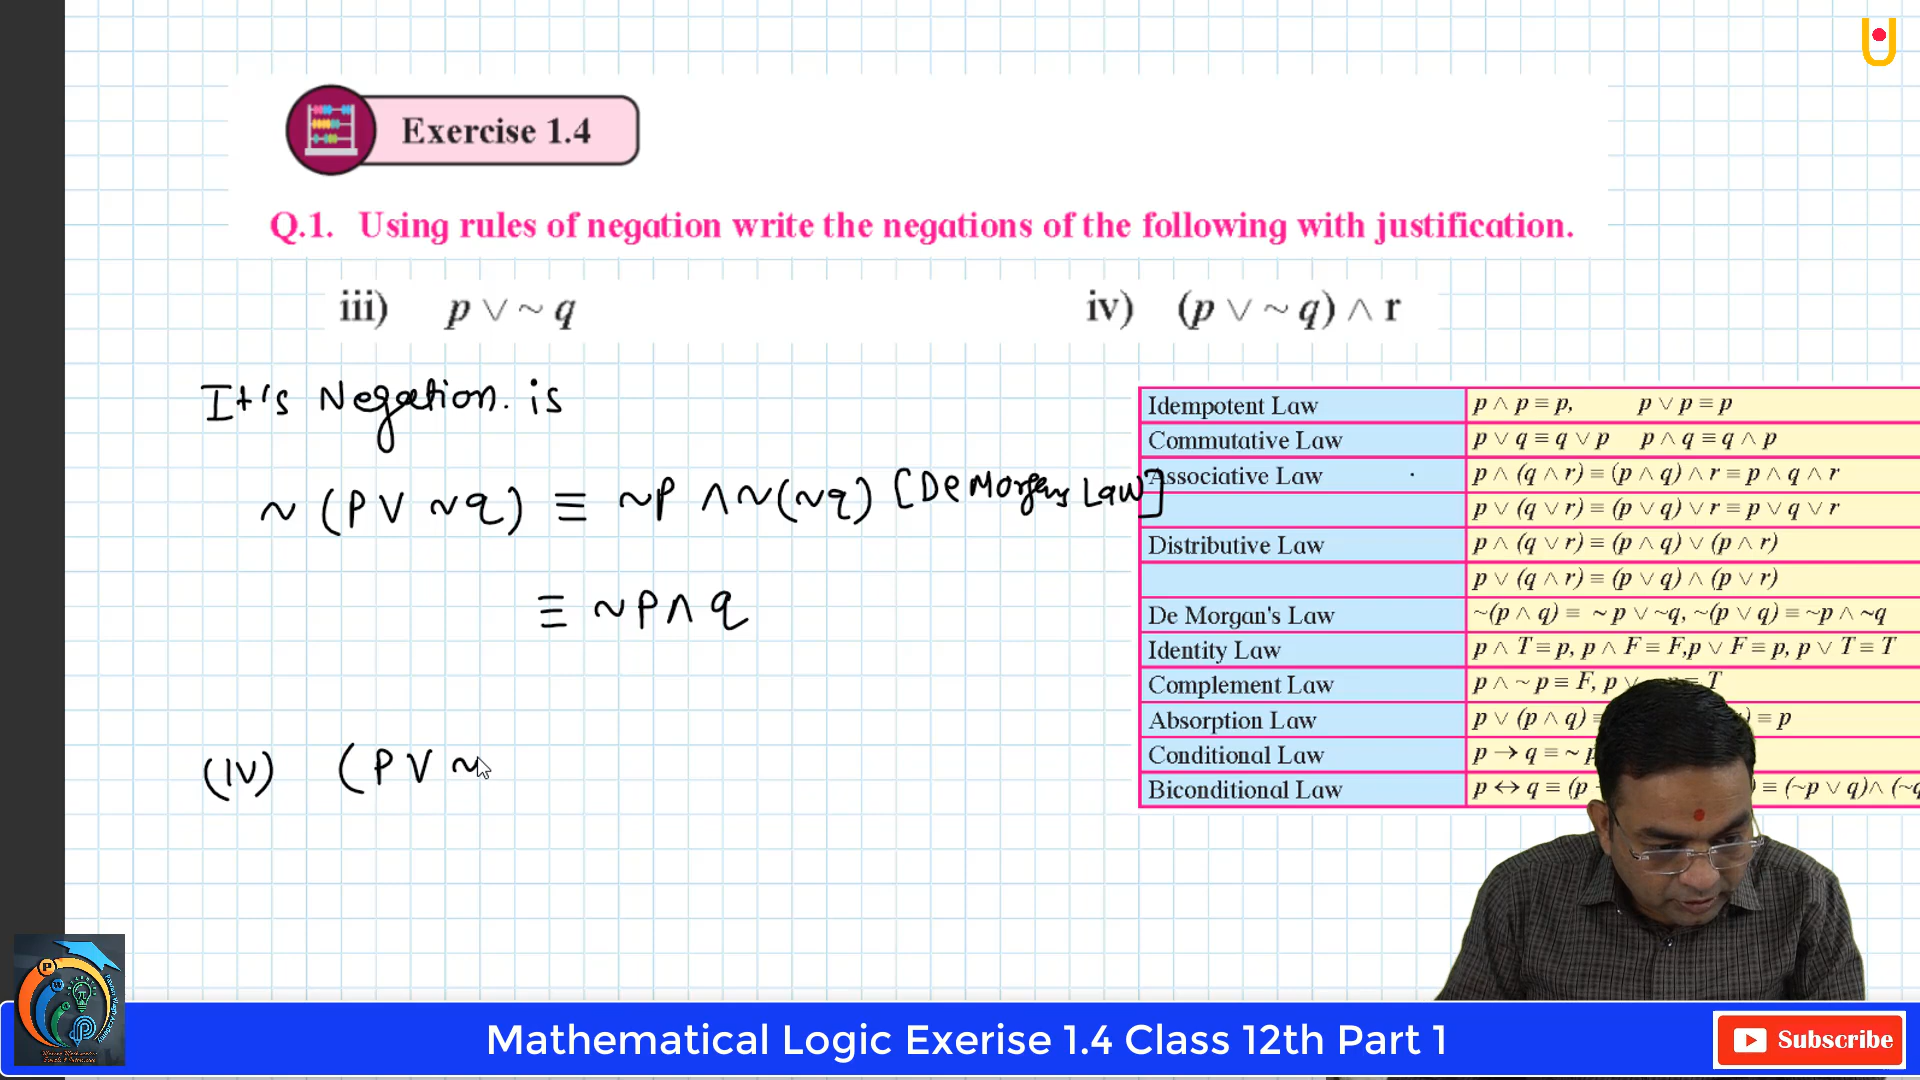 Exercise 1.4
Q.1. Using rules of negation write the negations of the following with justification.
iii) p ∨ ~ q
iv) (p ∨ ~ q) ∧ r
It's Negation. is
~ (P ∨ ~q) ≡ ~P ∧ ~(~q) [De Morgans Law]
≡ ~P ∧ q
(iv) (P ∨ ~
Idempotent Law p ∧ p ≡ p, p ∨ p ≡ p
Commutative Law p ∨ q ≡ q ∨ p p ∧ q ≡ q ∧ p
Associative Law p ∧ (q ∧ r) ≡ (p ∧ q) ∧ r ≡ p ∧ q ∧ r
p ∨ (q ∨ r) ≡ (p ∨ q) ∨ r ≡ p ∨ q ∨ r
Distributive Law p ∧ (q ∨ r) ≡ (p ∧ q) ∨ (p ∧ r)
p ∨ (q ∧ r) ≡ (p ∨ q) ∧ (p ∨ r)
De Morgan's Law ~(p ∧ q) ≡ ~ p ∨ ~q, ~(p ∨ q) ≡ ~p ∧ ~q
Identity Law p ∧ T ≡ p, p ∧ F ≡ F, p ∨ F ≡ p, p ∨ T ≡ T
Complement Law p ∧ ~ p ≡ F, p ∨ ≡ T
Absorption Law p ∨ (p ∧ q) ≡ ) ≡ p
Conditional Law p → q ≡ ~ p
Biconditional Law p ↔ q ≡ (p ) ≡ (~p ∨ q) ∧ (~q
Mathematical Logic Exerise 1.4 Class 12th Part 1
Subscribe